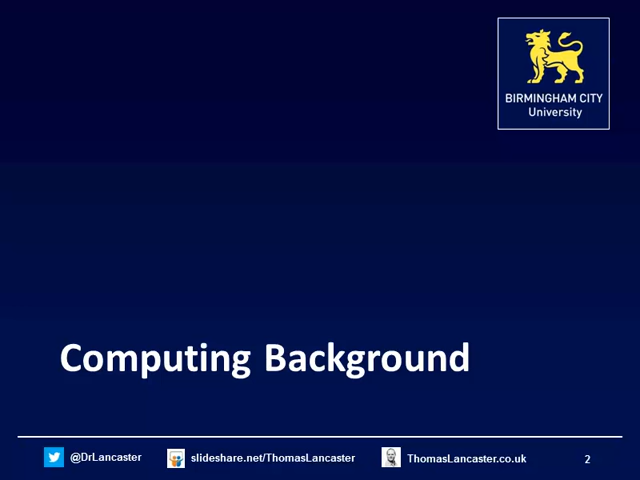 BIRMINGHAM CITY
University
Computing Background
@DrLancaster
slideshare.net/ThomasLancaster
ThomasLancaster.co.uk
2